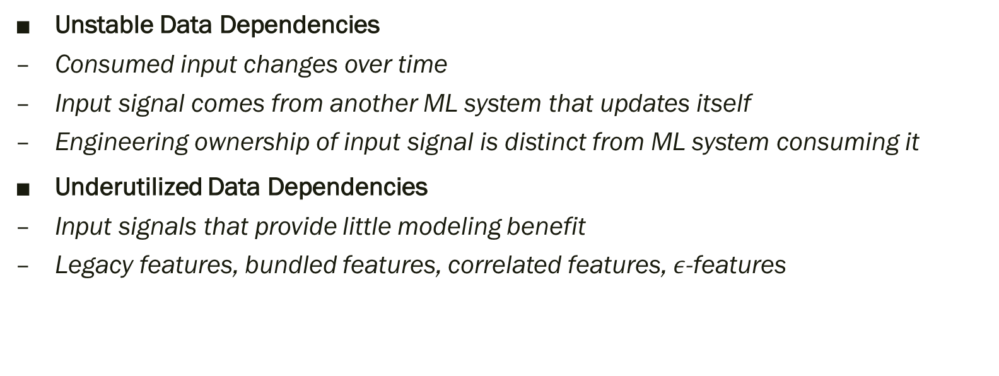 ■ Unstable Data Dependencies
– Consumed input changes over time
– Input signal comes from another ML system that updates itself
– Engineering ownership of input signal is distinct from ML system consuming it
■ Underutilized Data Dependencies
– Input signals that provide little modeling benefit
– Legacy features, bundled features, correlated features, ϵ-features